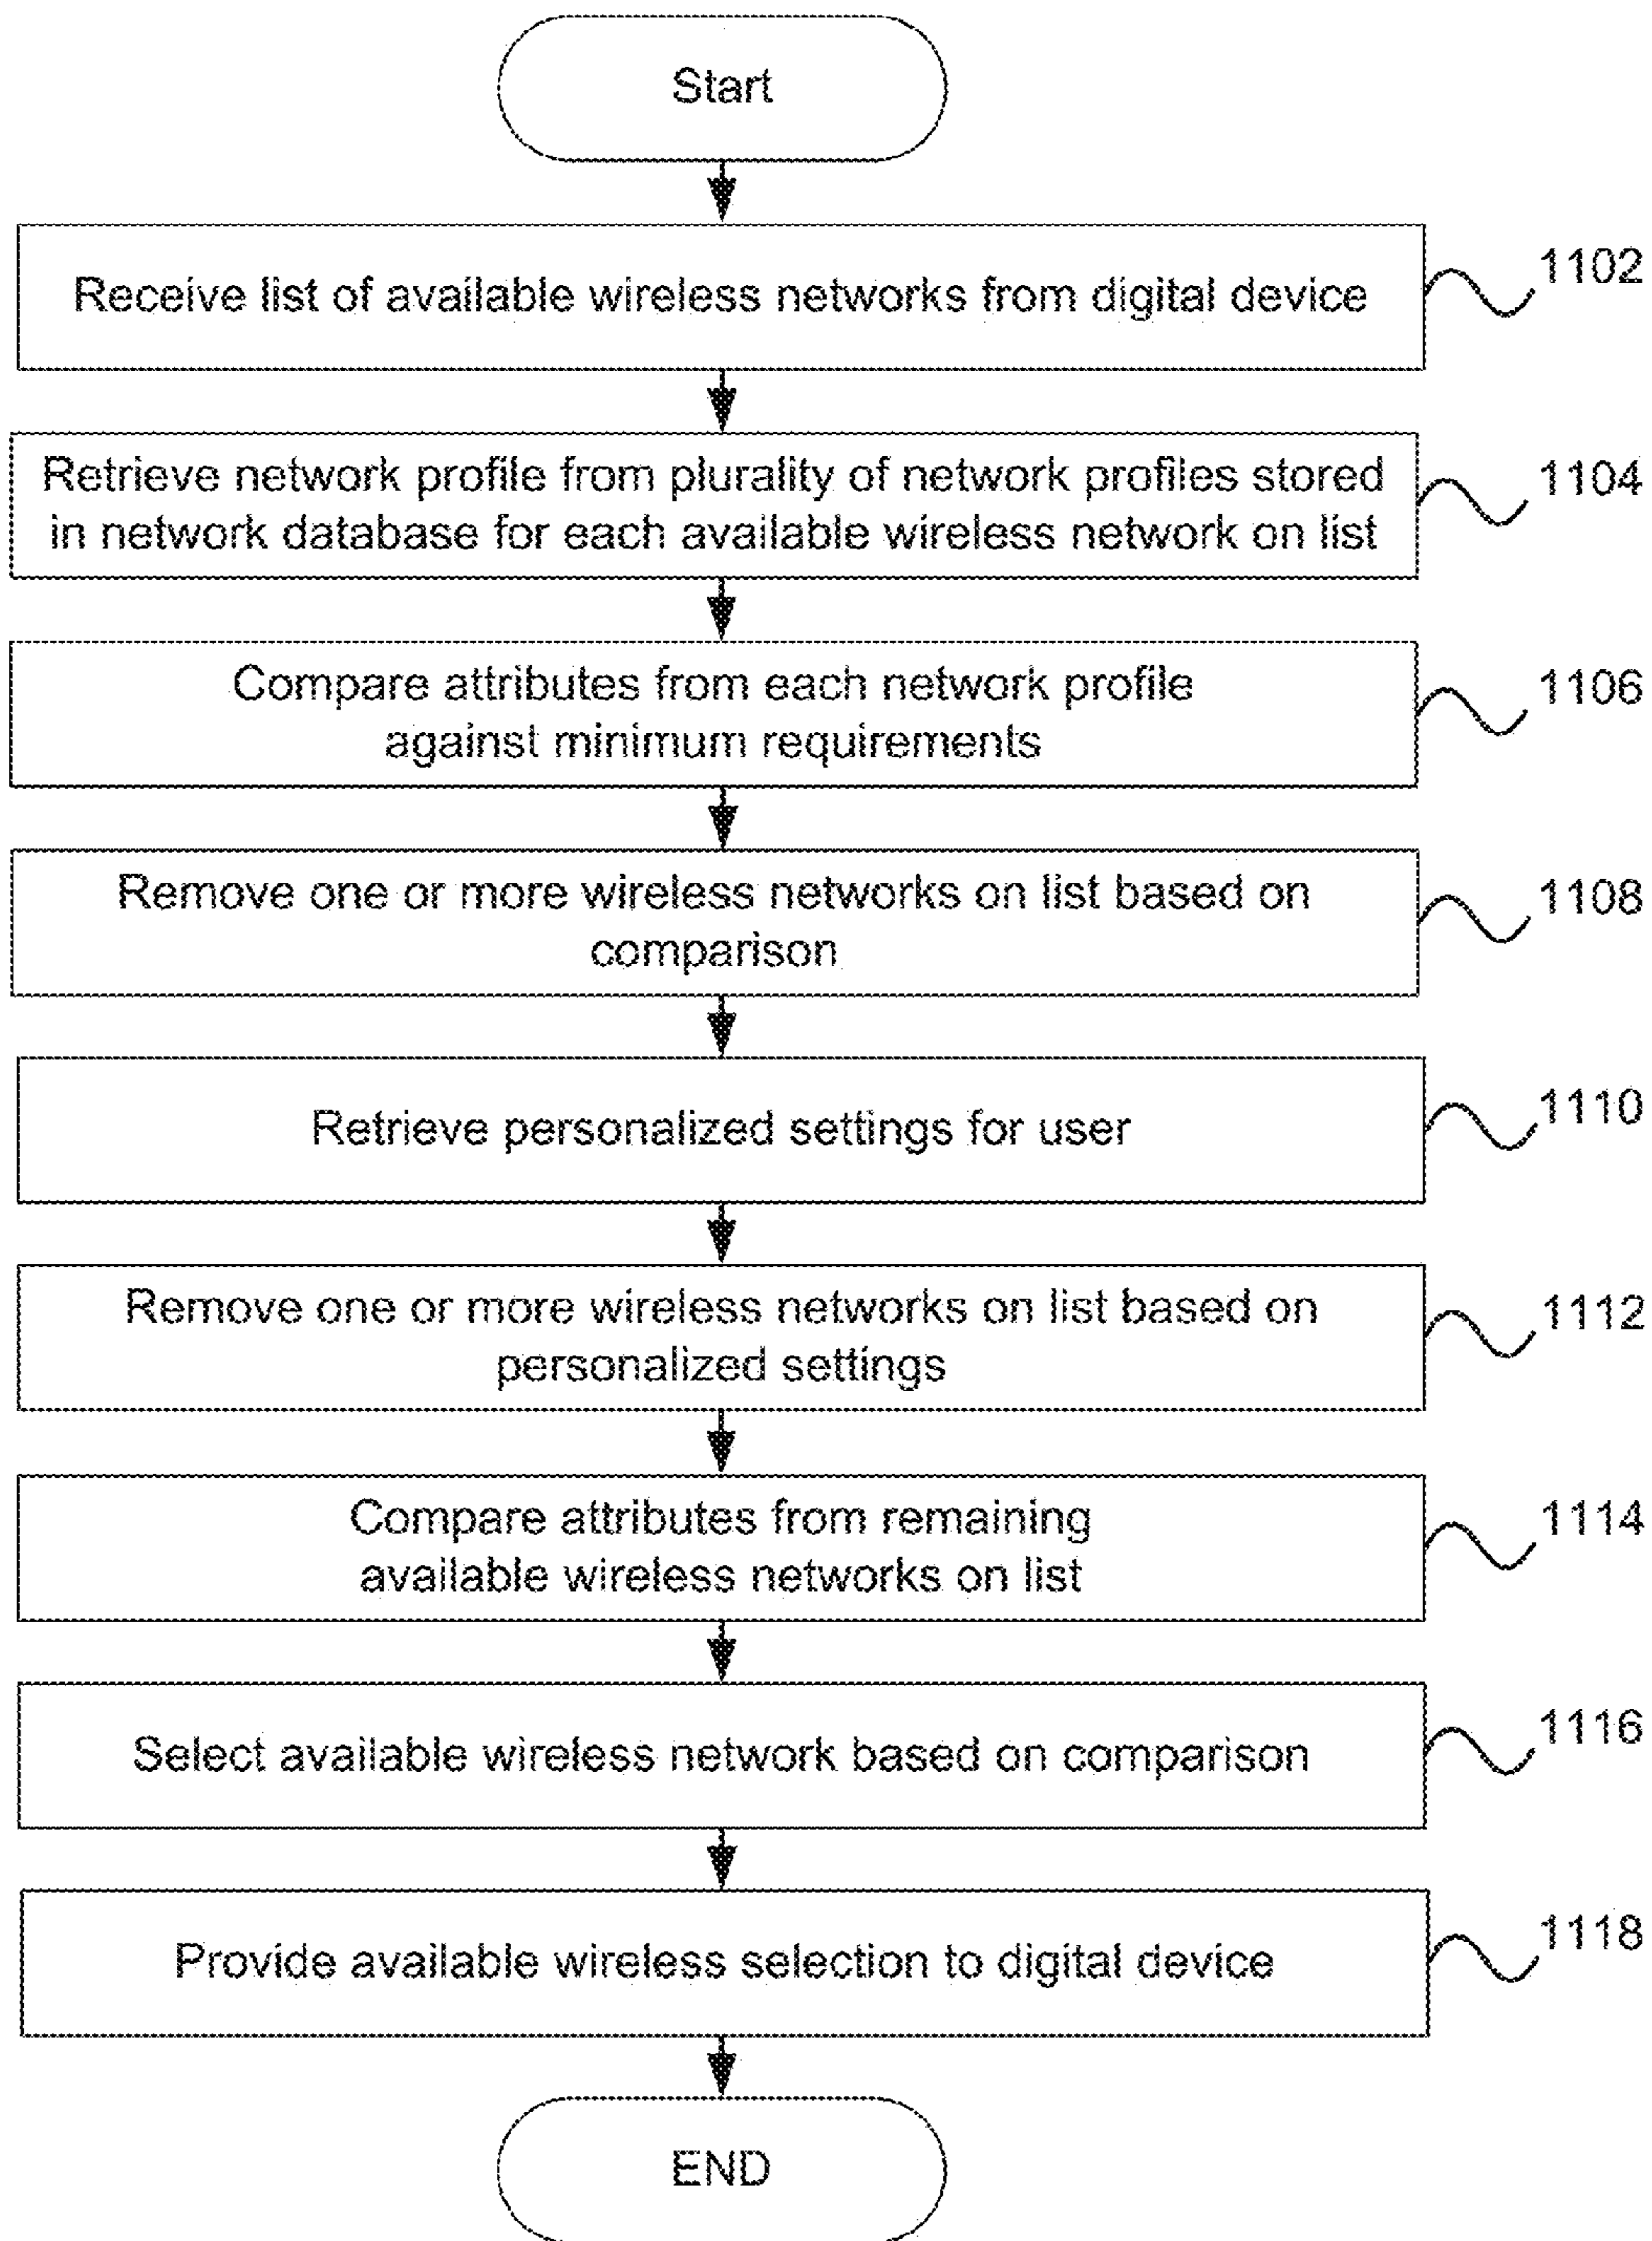 Start
Receive list of available wireless networks from digital device
1102
Retrieve network profile from plurality of network profiles stored
in network database for each available wireless network on list
1104
Compare attributes from each network profile
against minimum requirements
1106
Remove one or more wireless networks on list based on
comparison
1108
Retrieve personalized settings for user
1110
Remove one or more wireless networks on list based on
personalized settings
1112
Compare attributes from remaining
available wireless networks on list
1114
Select available wireless network based on comparison
1116
Provide available wireless selection to digital device
1118
END